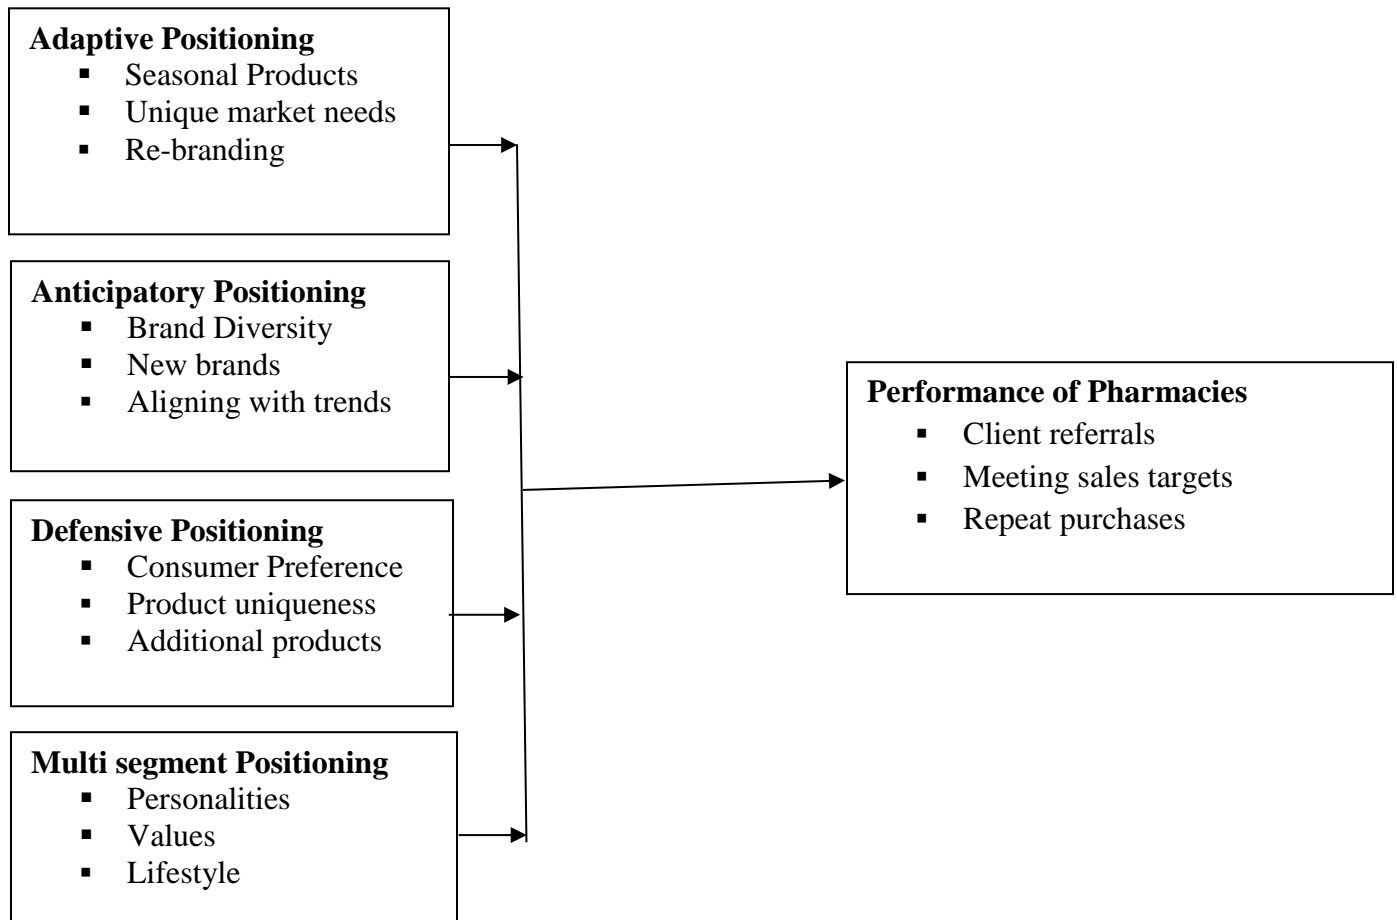 Adaptive Positioning
▪ Seasonal Products
▪ Unique market needs
▪ Re-branding
Anticipatory Positioning
▪ Brand Diversity
▪ New brands
▪ Aligning with trends
Defensive Positioning
▪ Consumer Preference
▪ Product uniqueness
▪ Additional products
Multi segment Positioning
▪ Personalities
▪ Values
▪ Lifestyle
Performance of Pharmacies
▪ Client referrals
▪ Meeting sales targets
▪ Repeat purchases